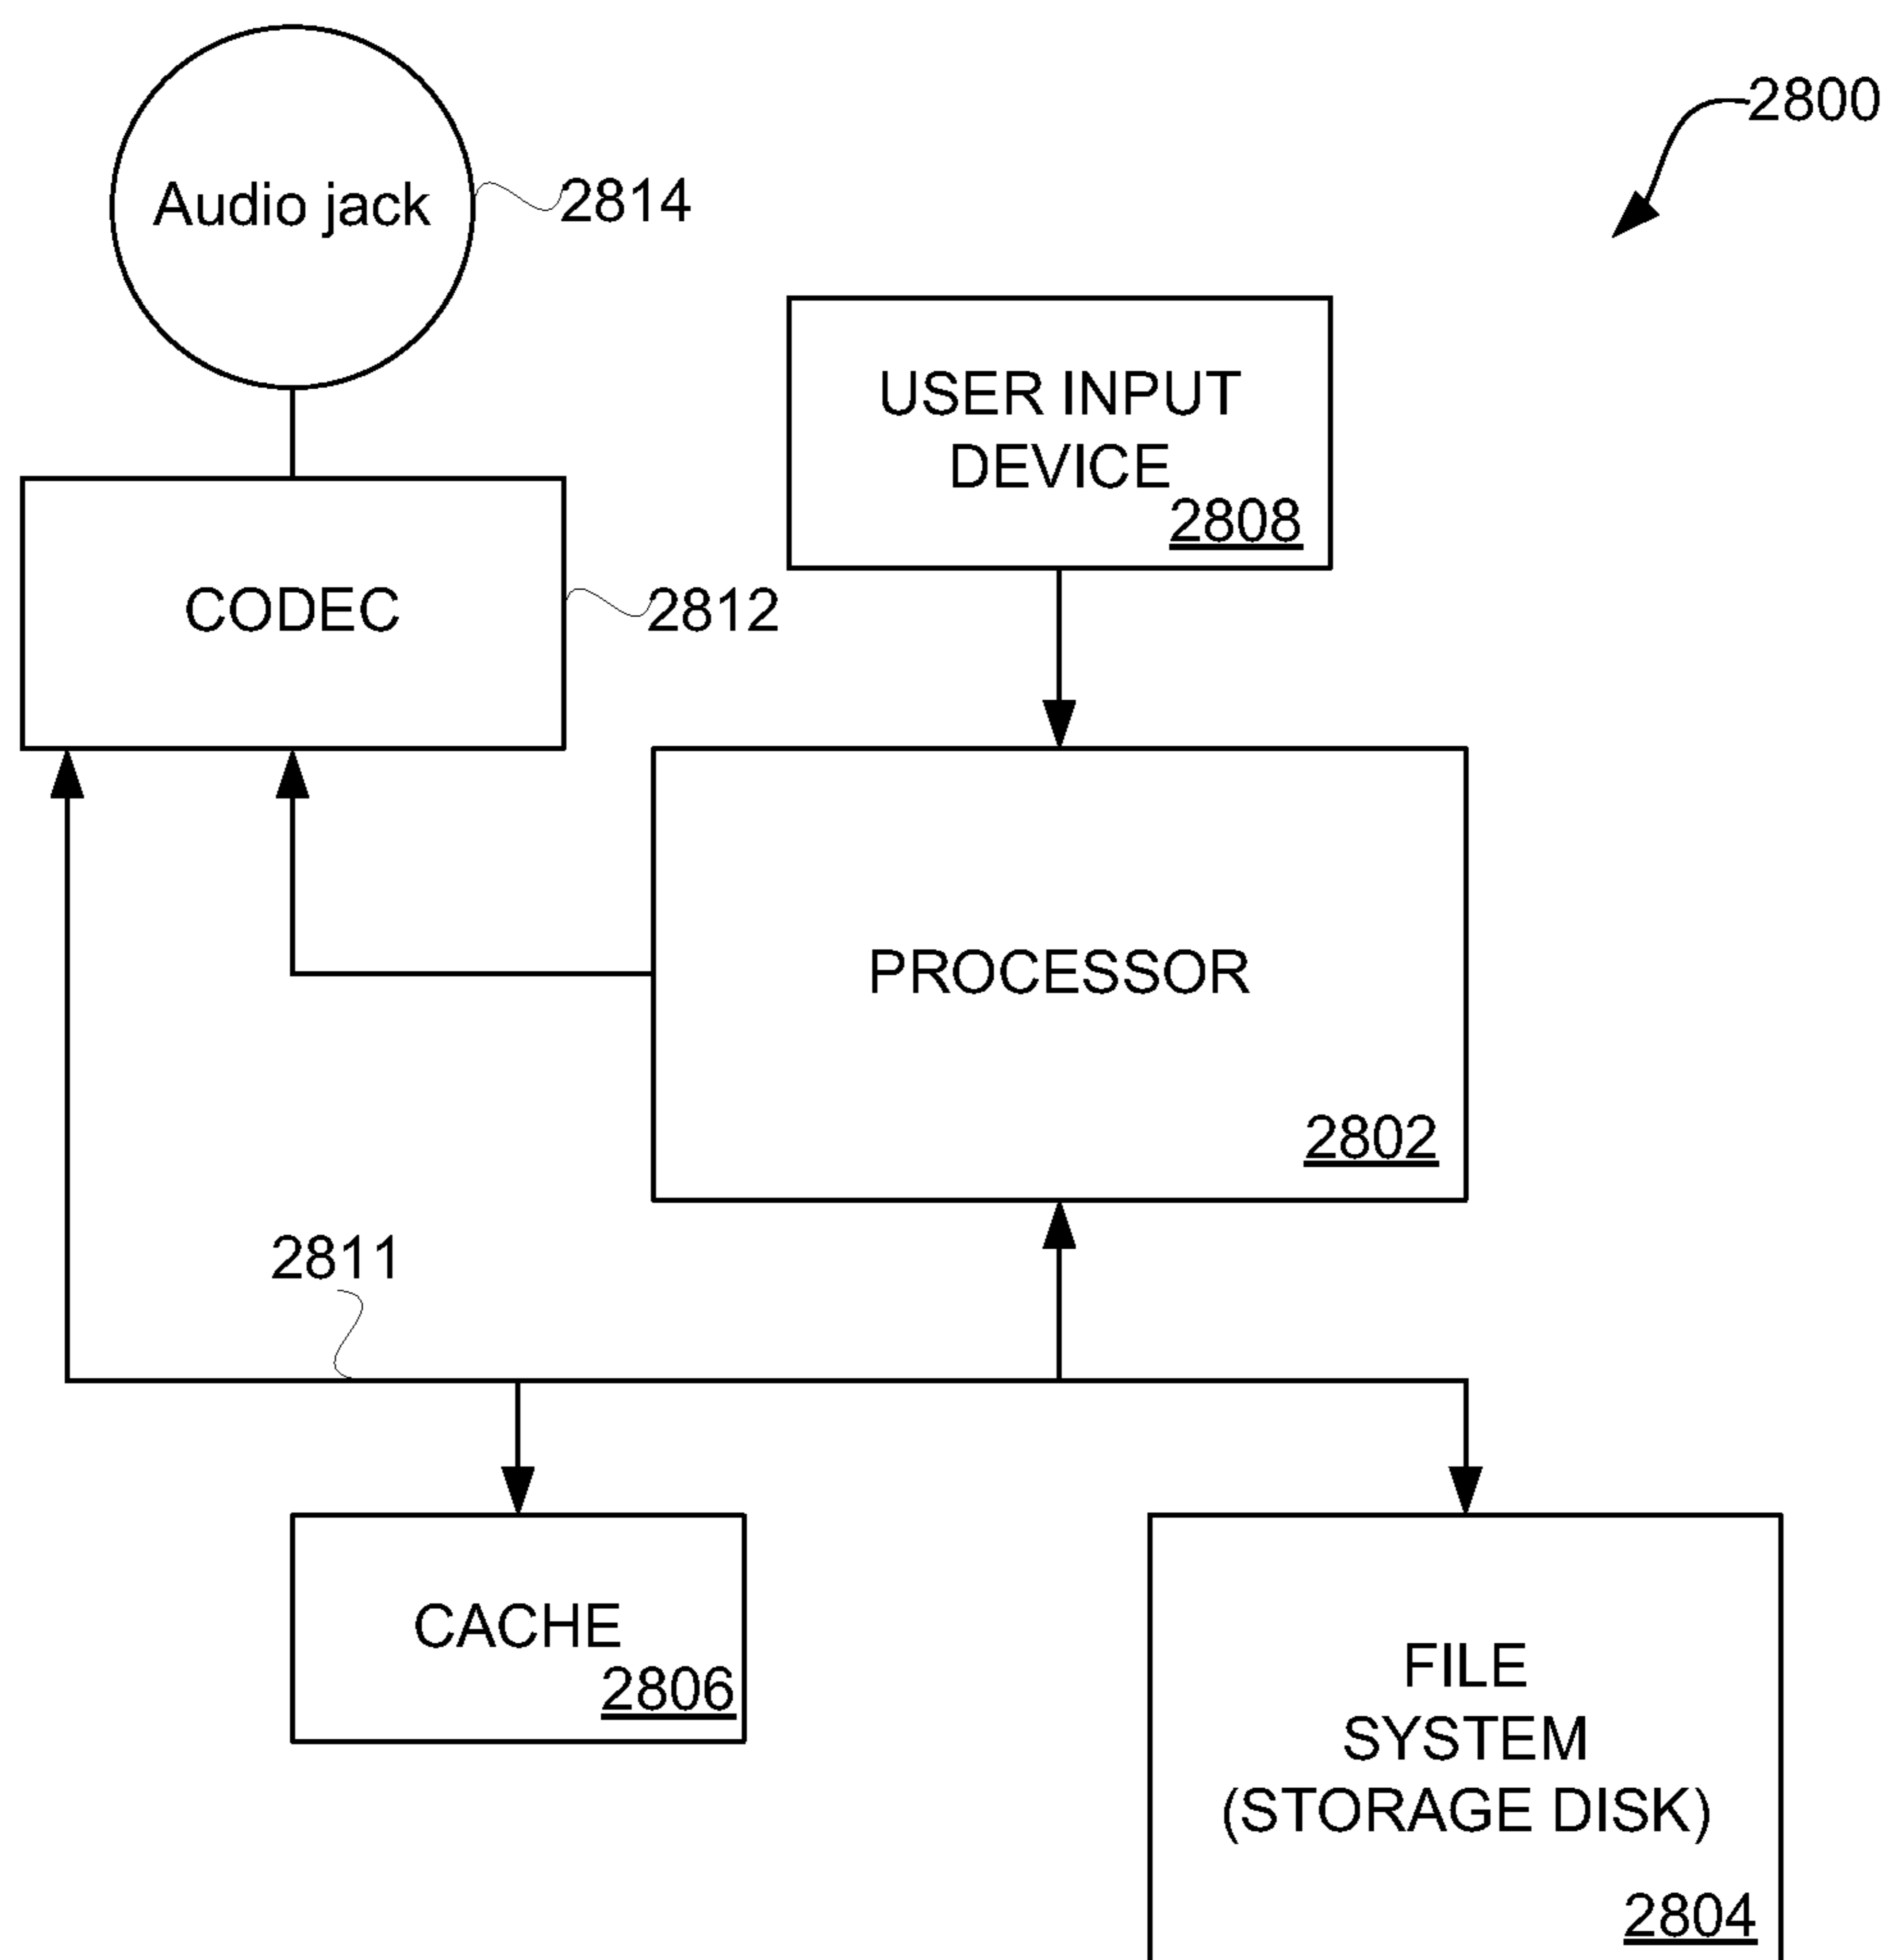 2800
Audio jack
2814
USER INPUT
DEVICE
2808
CODEC
2812
PROCESSOR
2802
2811
CACHE
2806
FILE
SYSTEM
(STORAGE DISK)
2804